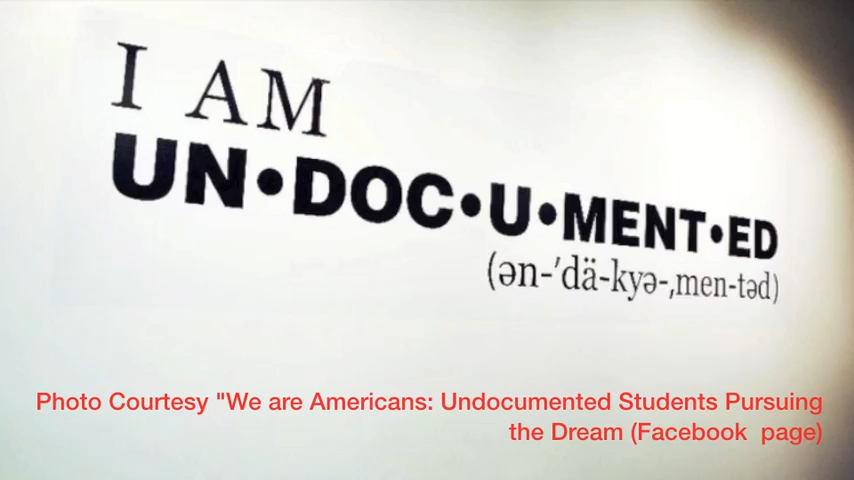 I AM
UN•DOC•U•MENT•ED
(ən-ˈdä-kyə-ˌmen-təd)
Photo Courtesy "We are Americans: Undocumented Students Pursuing
the Dream (Facebook page)